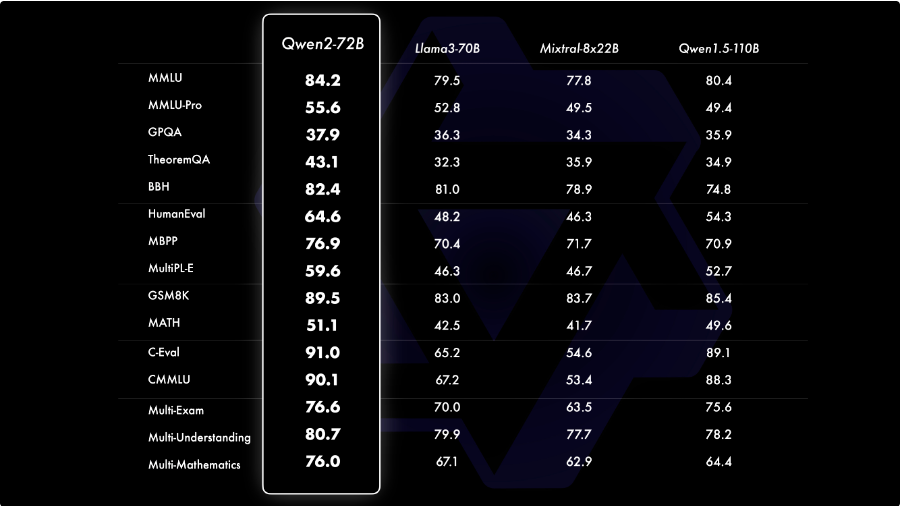 Qwen2-72B Llama3-70B Mixtral-8x22B Qwen1.5-110B
MMLU 84.2 79.5 77.8 80.4
MMLU-Pro 55.6 52.8 49.5 49.4
GPQA 37.9 36.3 34.3 35.9
TheoremQA 43.1 32.3 35.9 34.9
BBH 82.4 81.0 78.9 74.8
HumanEval 64.6 48.2 46.3 54.3
MBPP 76.9 70.4 71.7 70.9
MultiPL-E 59.6 46.3 46.7 52.7
GSM8K 89.5 83.0 83.7 85.4
MATH 51.1 42.5 41.7 49.6
C-Eval 91.0 65.2 54.6 89.1
CMMLU 90.1 67.2 53.4 88.3
Multi-Exam 76.6 70.0 63.5 75.6
Multi-Understanding 80.7 79.9 77.7 78.2
Multi-Mathematics 76.0 67.1 62.9 64.4